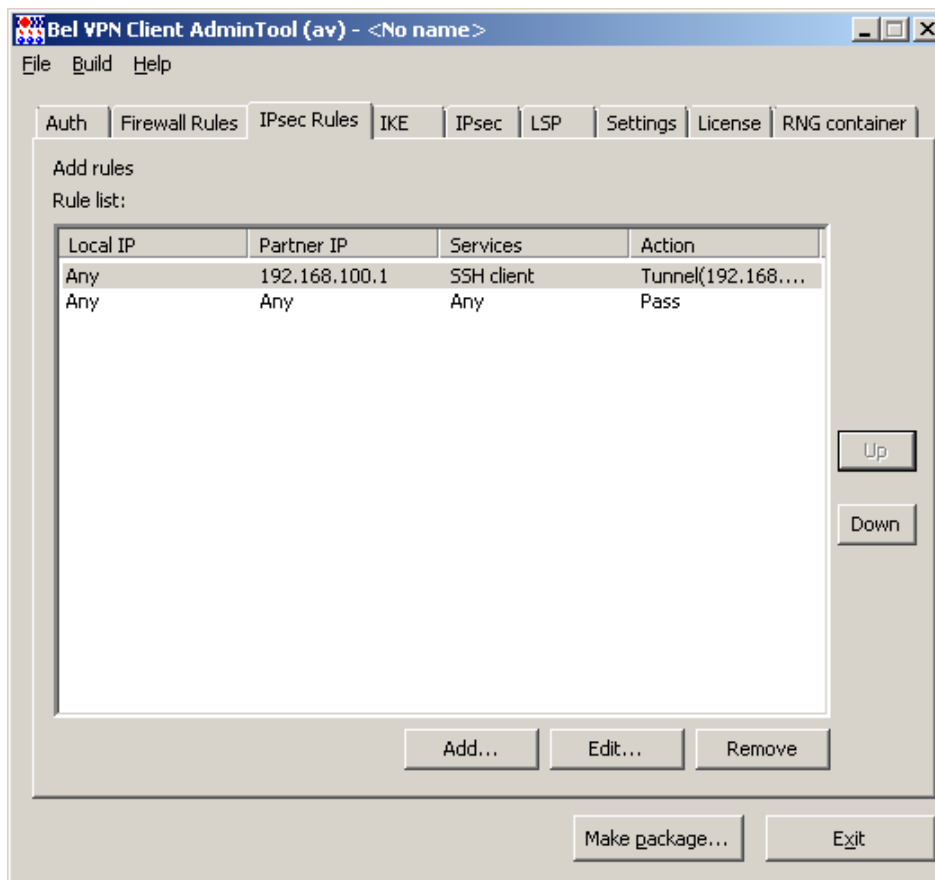 Bel VPN Client AdminTool (av) - <No name>
File Build Help
Auth Firewall Rules IPsec Rules IKE IPsec LSP Settings License RNG container
Add rules
Rule list:
Local IP Partner IP Services Action
Any 192.168.100.1 SSH client Tunnel(192.168....
Any Any Any Pass
Up
Down
Add... Edit... Remove
Make package... Exit